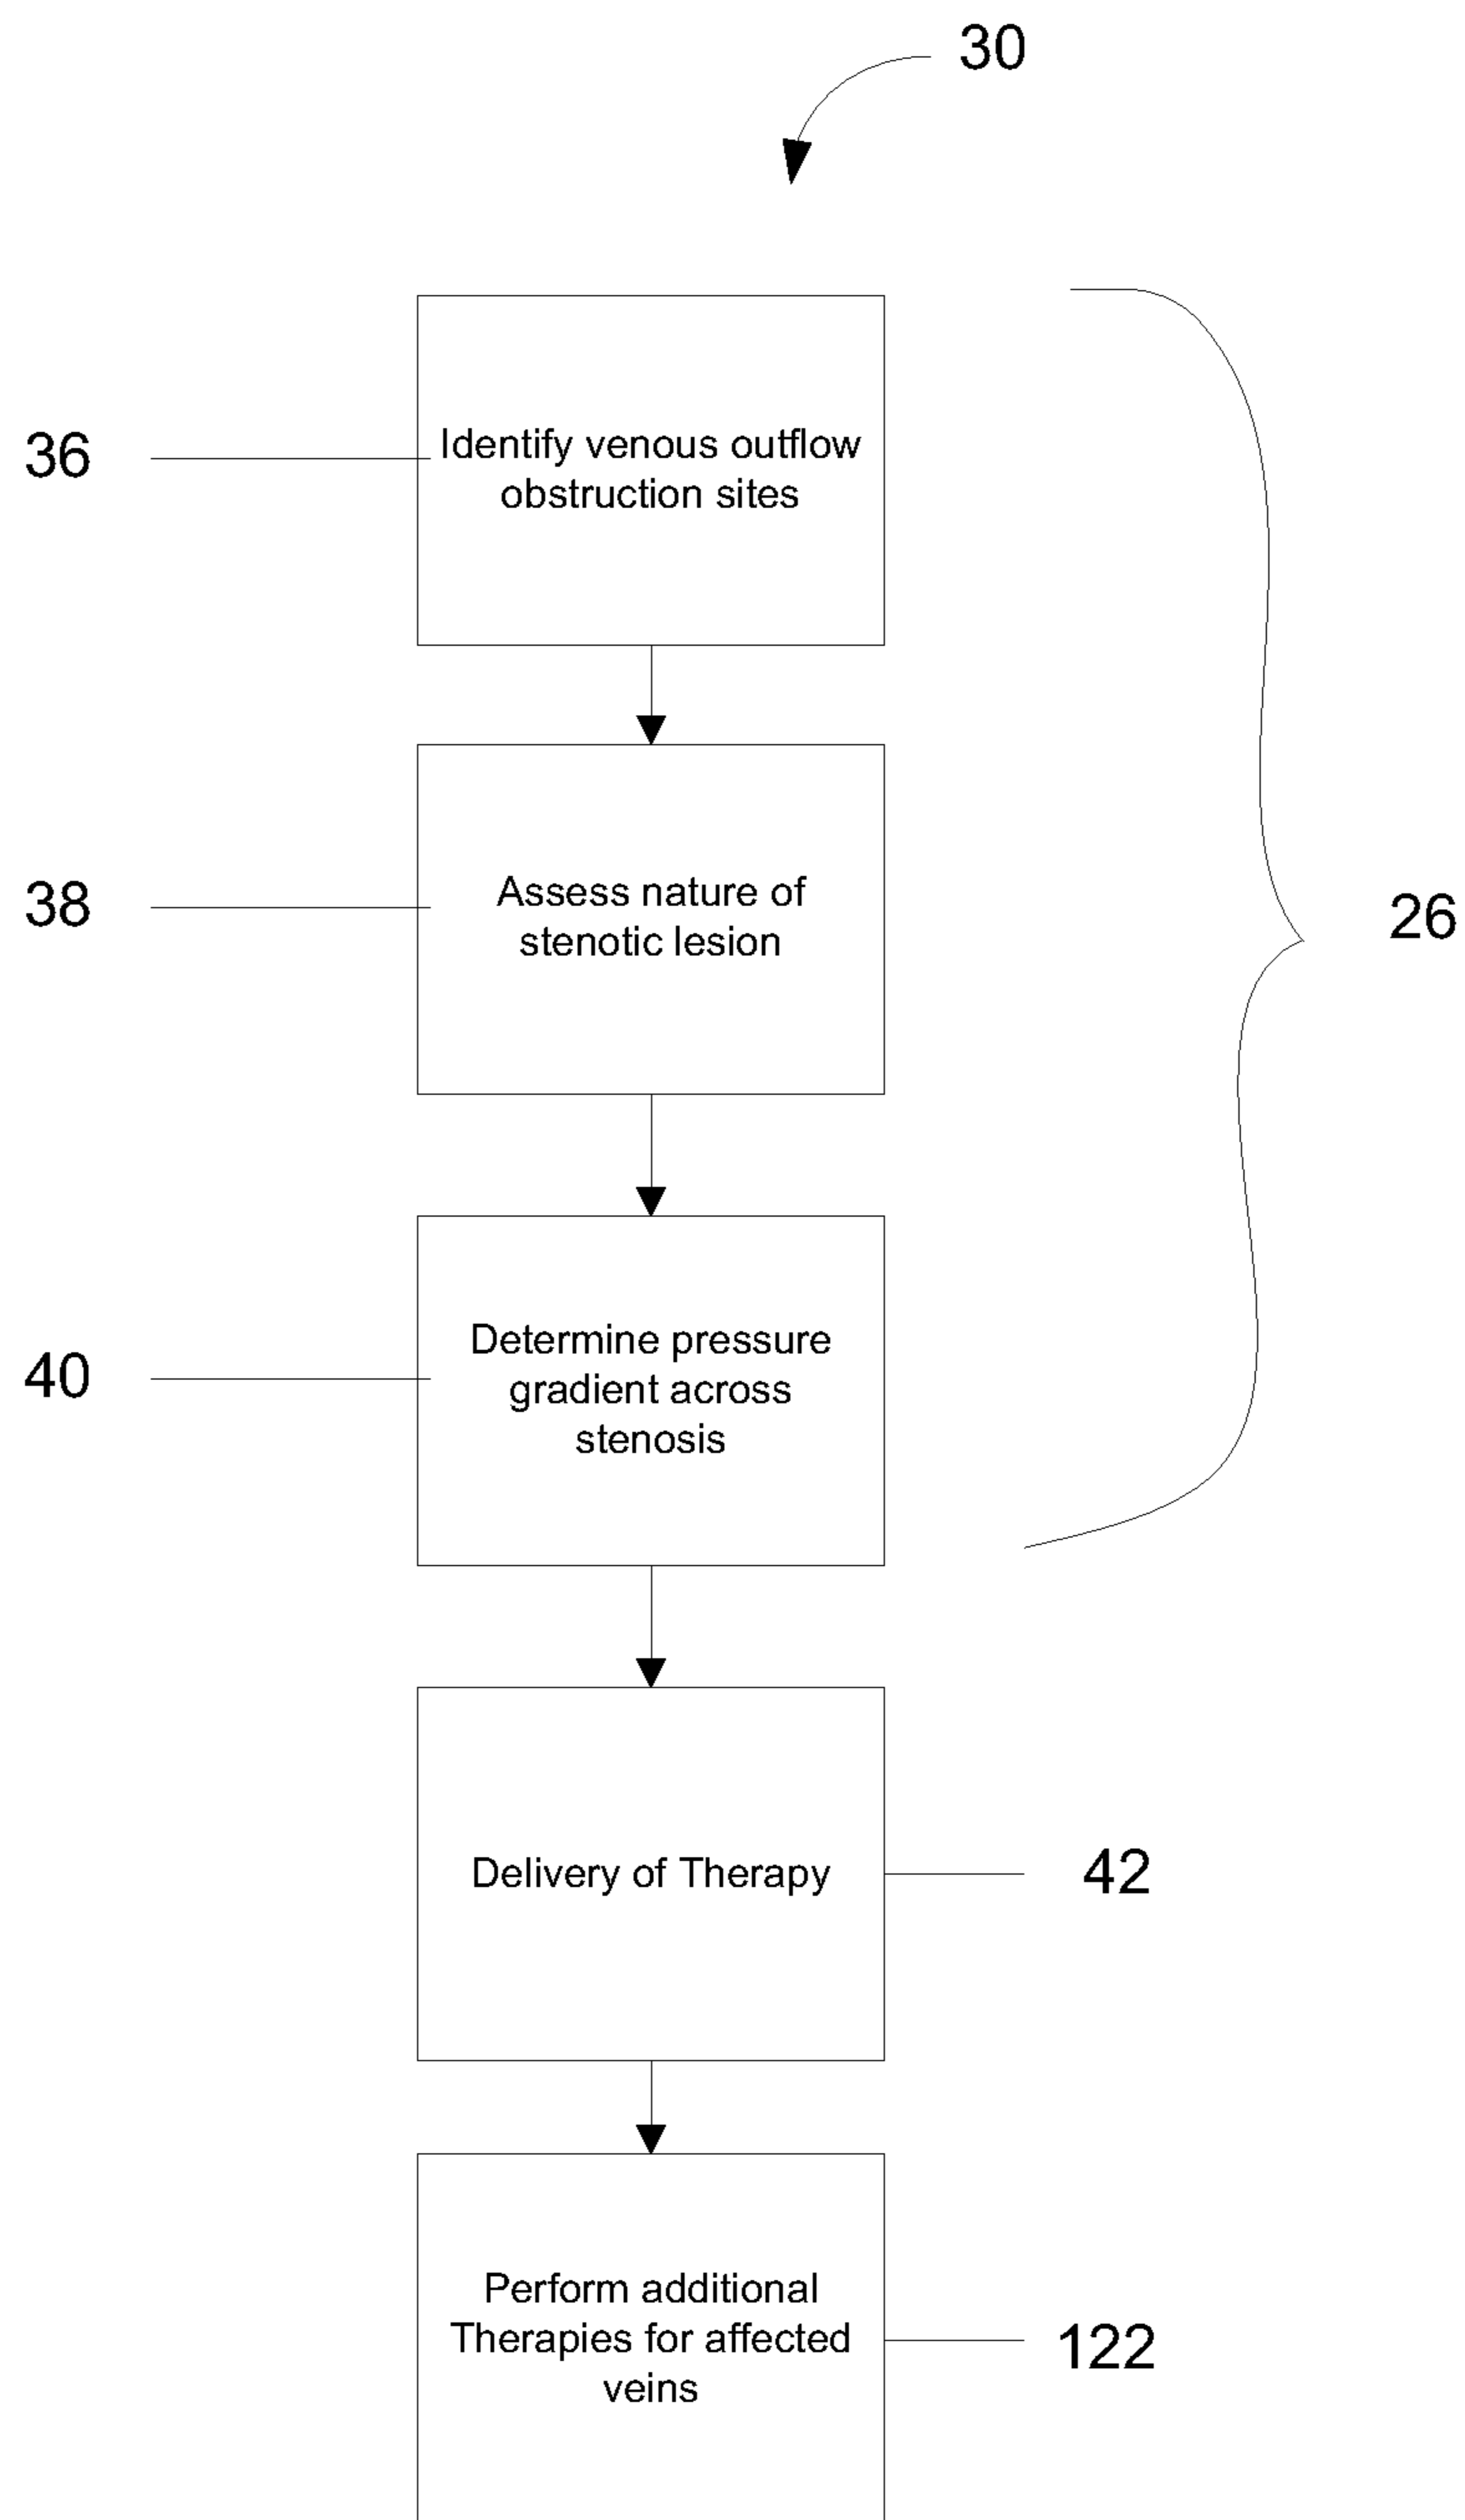 30
36
Identify venous outflow
obstruction sites
38
Assess nature of
stenotic lesion
26
40
Determine pressure
gradient across
stenosis
Delivery of Therapy
42
Perform additional
Therapies for affected
veins
122